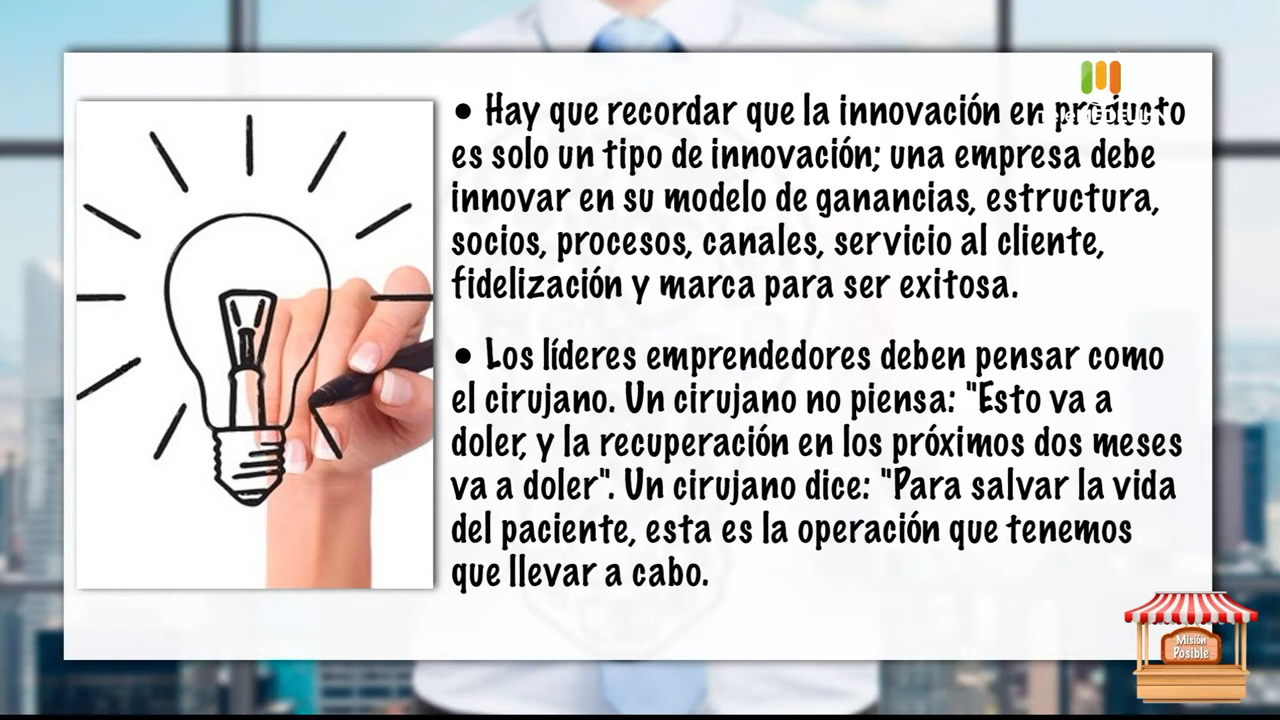 • Hay que recordar que la innovación en producto
es solo un tipo de innovación; una empresa debe
innovar en su modelo de ganancias, estructura,
socios, procesos, canales, servicio al cliente,
fidelización y marca para ser exitosa.
• Los líderes emprendedores deben pensar como
el cirujano. Un cirujano no piensa: "Esto va a
doler, y la recuperación en los próximos dos meses
va a doler". Un cirujano dice: "Para salvar la vida
del paciente, esta es la operación que tenemos
que llevar a cabo.
Misión
Posible